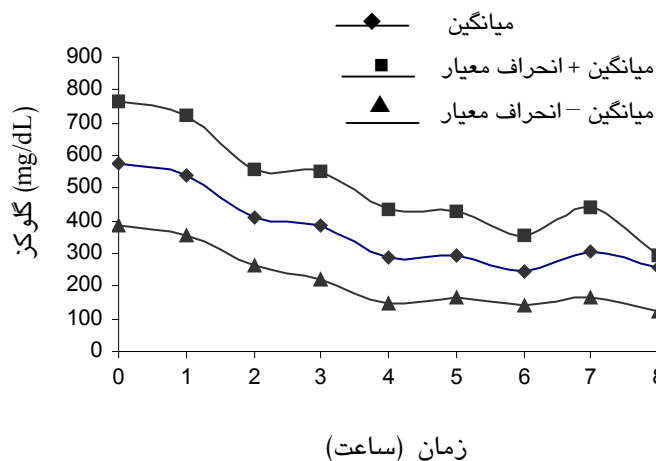 میانگین
میانگین + انحراف معیار
میانگین – انحراف معیار
گلوکز (mg/dL)
900
800
700
600
500
400
300
200
100
0
0 1 2 3 4 5 6 7 8
زمان (ساعت)